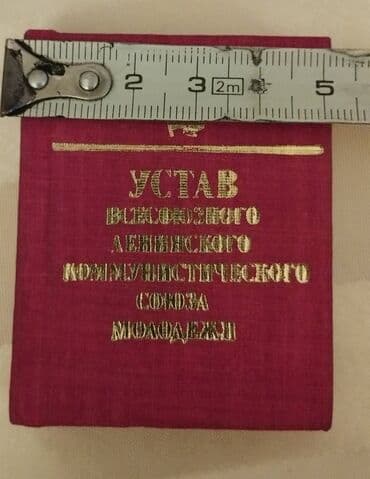 2 3 2m 5
УСТАВ
ВСЕСОЮЗНОГО
ЛЕНИНСКОГО
КОММУНИСТИЧЕСКОГО
СОЮЗА
МОЛОДЕЖИ